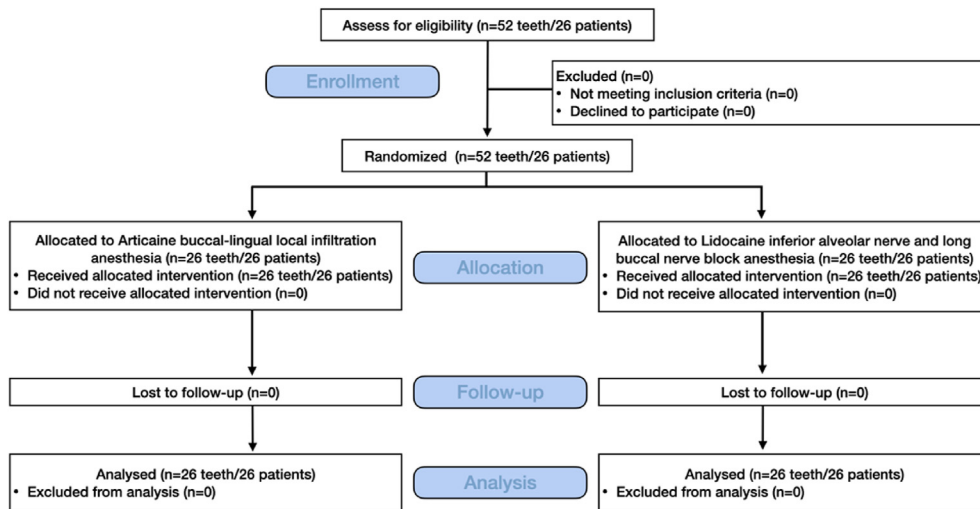 Assess for eligibility (n=52 teeth/26 patients)
Enrollment
Excluded (n=0)
• Not meeting inclusion criteria (n=0)
• Declined to participate (n=0)
Randomized (n=52 teeth/26 patients)
Allocated to Articaine buccal-lingual local infiltration
anesthesia (n=26 teeth/26 patients)
• Received allocated intervention (n=26 teeth/26 patients)
• Did not receive allocated intervention (n=0)
Allocation
Allocated to Lidocaine inferior alveolar nerve and long
buccal nerve block anesthesia (n=26 teeth/26 patients)
• Received allocated intervention (n=26 teeth/26 patients)
• Did not receive allocated intervention (n=0)
Lost to follow-up (n=0)
Follow-up
Lost to follow-up (n=0)
Analysed (n=26 teeth/26 patients)
• Excluded from analysis (n=0)
Analysis
Analysed (n=26 teeth/26 patients)
• Excluded from analysis (n=0)